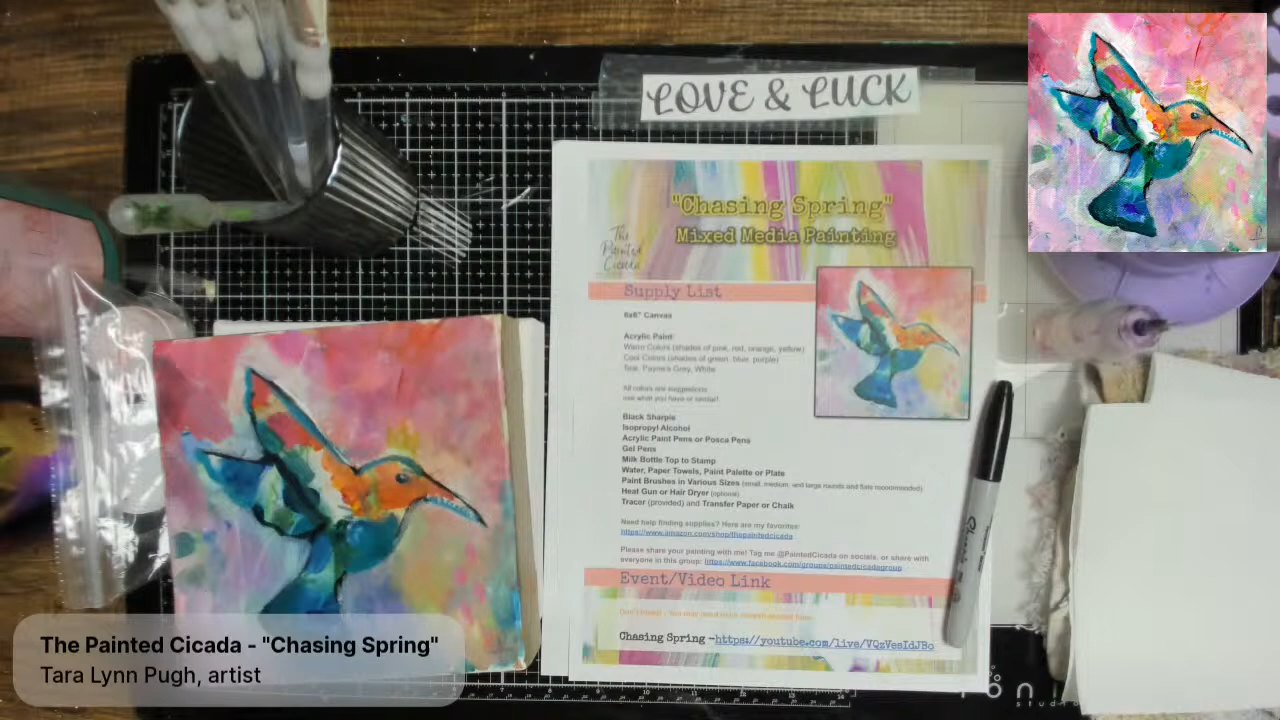 LOVE & LUCK
"Chasing Spring"
Mixed Media Painting
The
Painted
Cicada
Supply List
6x6" Canvas
Acrylic Paint:
Warm Colors (shades of pink, red, orange, yellow)
Cool Colors (shades of green, blue, purple)
Teal, Payne's Grey, White
All colors are suggestions
use what you have or similar!
Black Sharpie
Isopropyl Alcohol
Acrylic Paint Pens or Posca Pens
Gel Pens
Milk Bottle Top to Stamp
Water, Paper Towels, Paint Palette or Plate
Paint Brushes in Various Sizes (small, medium, and large rounds and flats recommended)
Heat Gun or Hair Dryer (optional)
Tracer (provided) and Transfer Paper or Chalk
Need help finding supplies? Here are my favorites:
https://www.amazon.com/shop/thepaintedcicada
Please share your painting with me! Tag me @PaintedCicada on socials, or share with
everyone in this group: https://www.facebook.com/groups/paintedcicadagroup
Event/Video Link
Chasing Spring -https://youtube.com/live/VQzVesIdJBo
Sharpie
The Painted Cicada - "Chasing Spring"
Tara Lynn Pugh, artist